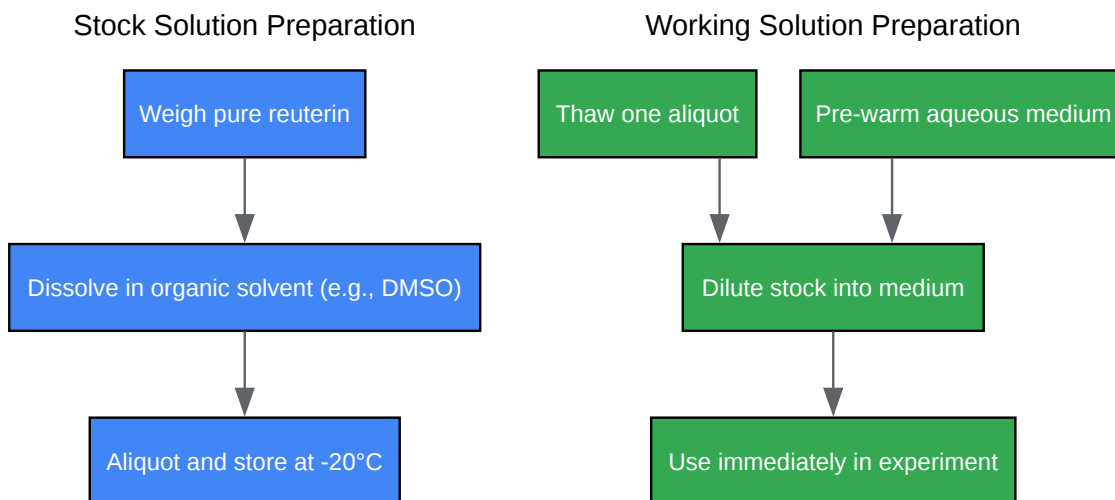 Stock Solution Preparation
Weigh pure reuterin
Dissolve in organic solvent (e.g., DMSO)
Aliquot and store at -20°C
Working Solution Preparation
Thaw one aliquot
Pre-warm aqueous medium
Dilute stock into medium
Use immediately in experiment